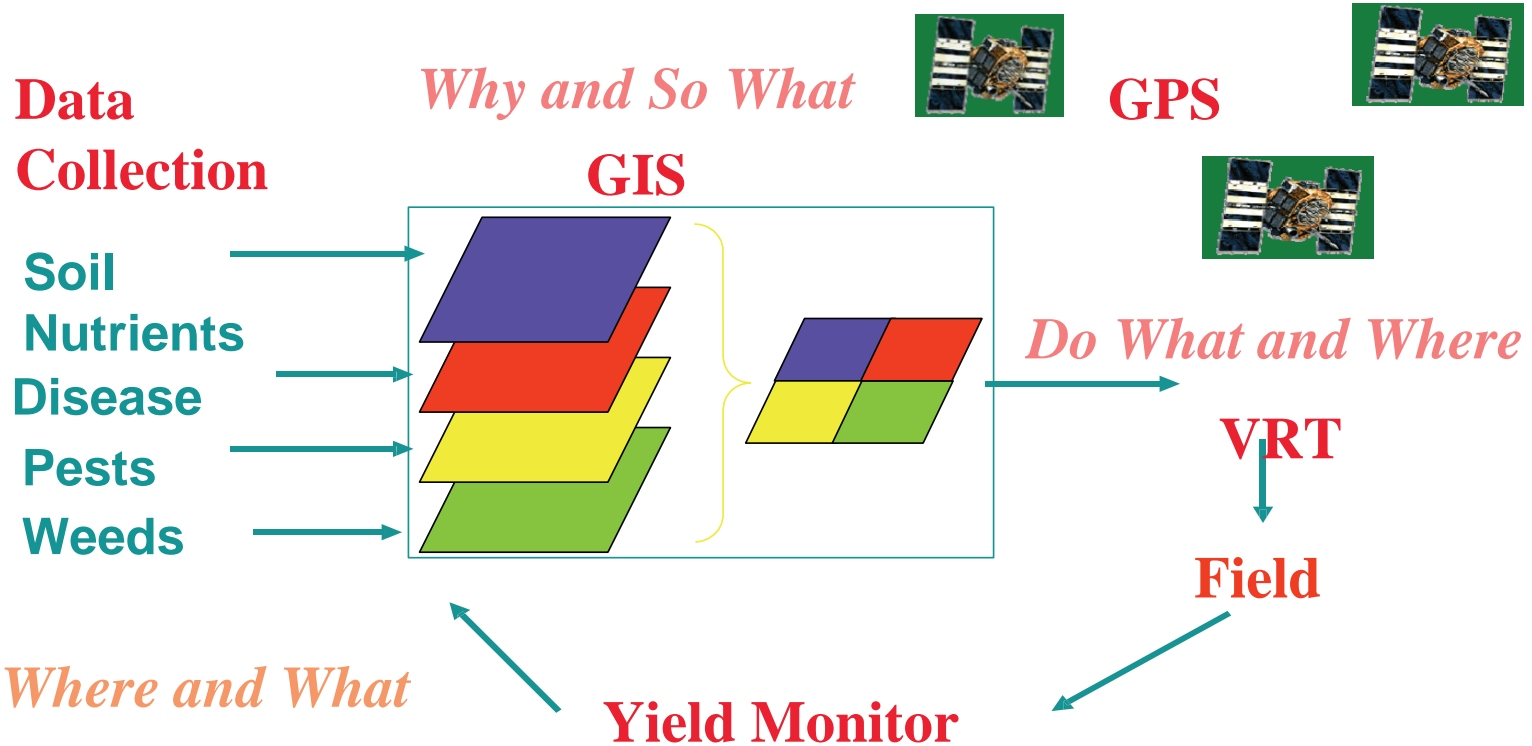 Data
Collection
Why and So What
GPS
GIS
Soil
Nutrients
Disease
Pests
Weeds
Do What and Where
VRT
Field
Where and What
Yield Monitor